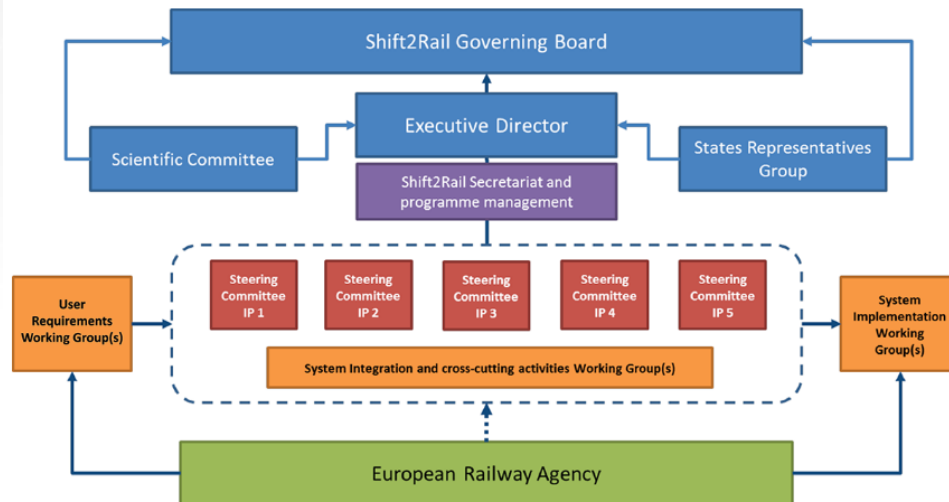 Shift2Rail Governing Board
Executive Director
Scientific Committee
States Representatives
Group
Shift2Rail Secretariat and
programme management
User
Requirements
Working Group(s)
Steering
Committee
IP 1
Steering
Committee
IP 2
Steering
Committee
IP 3
Steering
Committee
IP 4
Steering
Committee
IP 5
System
Implementation
Working
Group(s)
System Integration and cross-cutting activities Working Group(s)
European Railway Agency